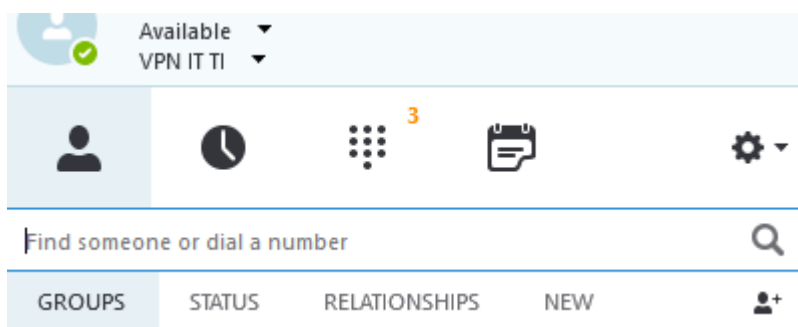 Available
VPN IT TI
3
Find someone or dial a number
GROUPS STATUS RELATIONSHIPS NEW